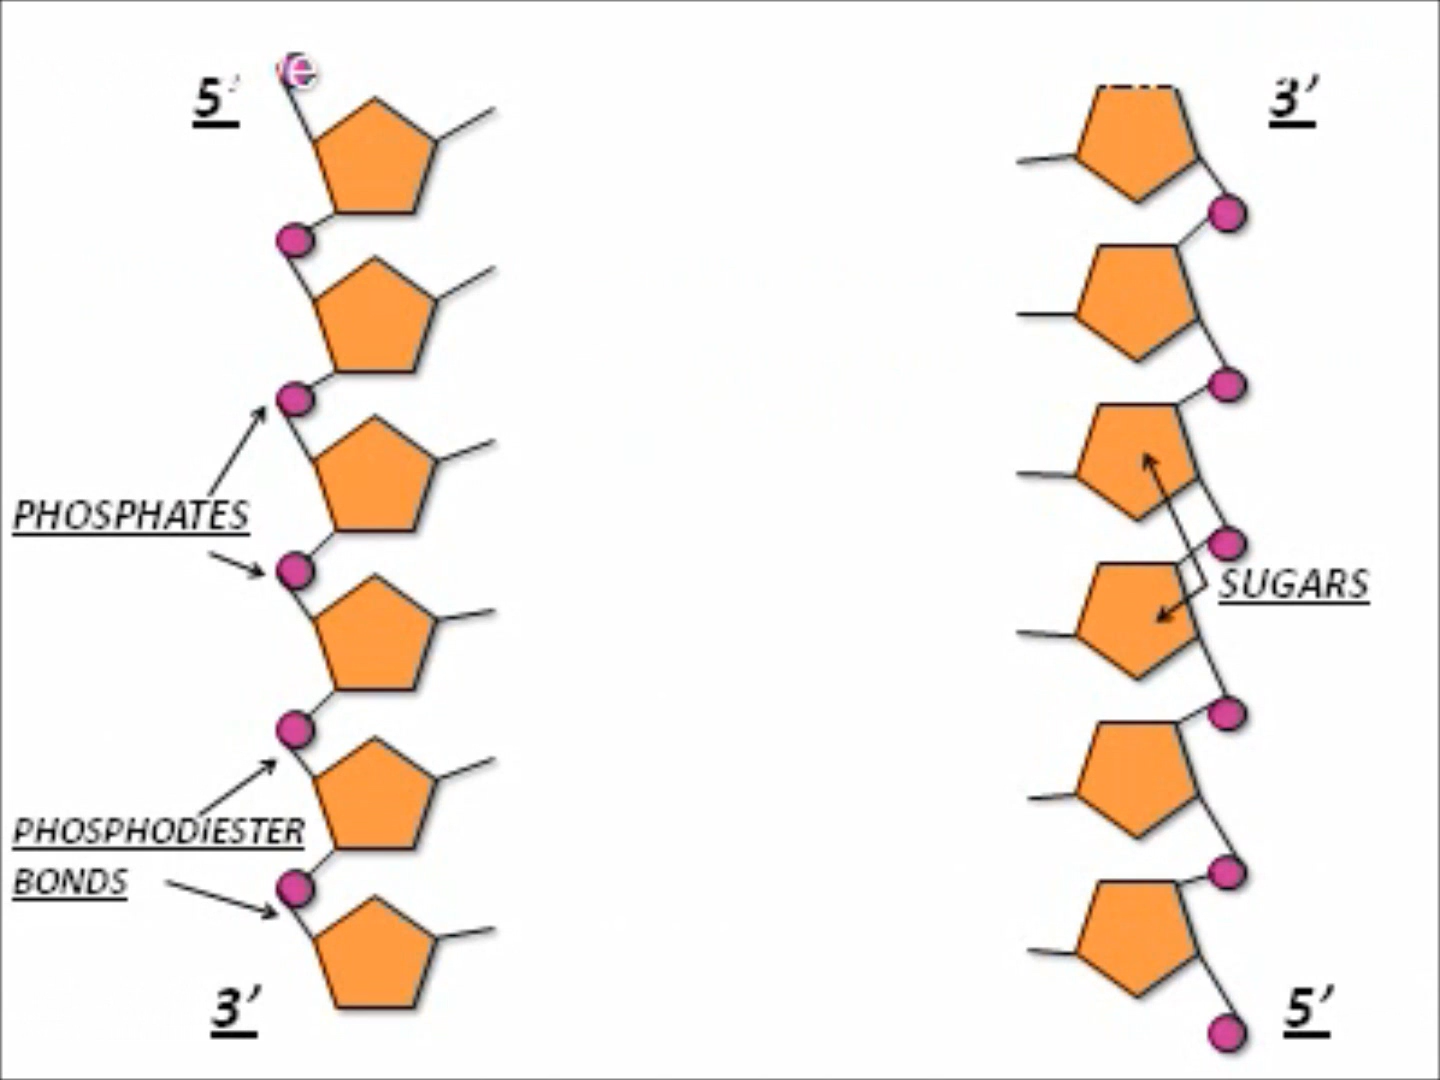 5'
e
3'
PHOSPHATES
SUGARS
PHOSPHODIESTER
BONDS
3'
5'